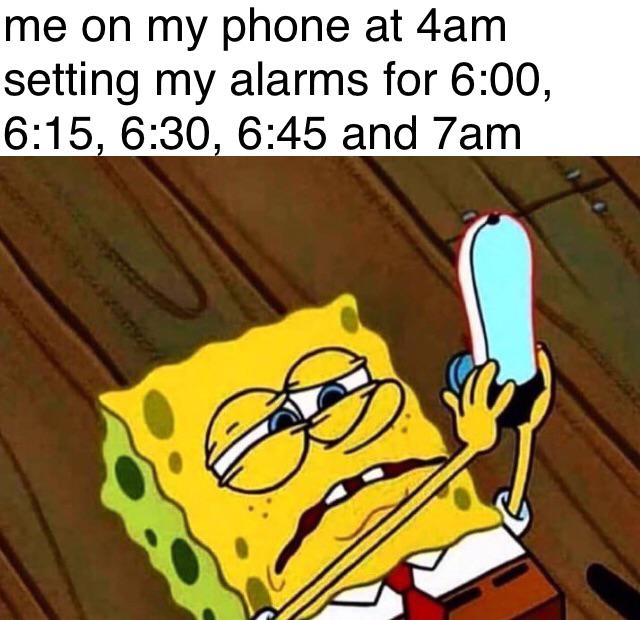 me on my phone at 4am
setting my alarms for 6:00,
6:15, 6:30, 6:45 and 7am